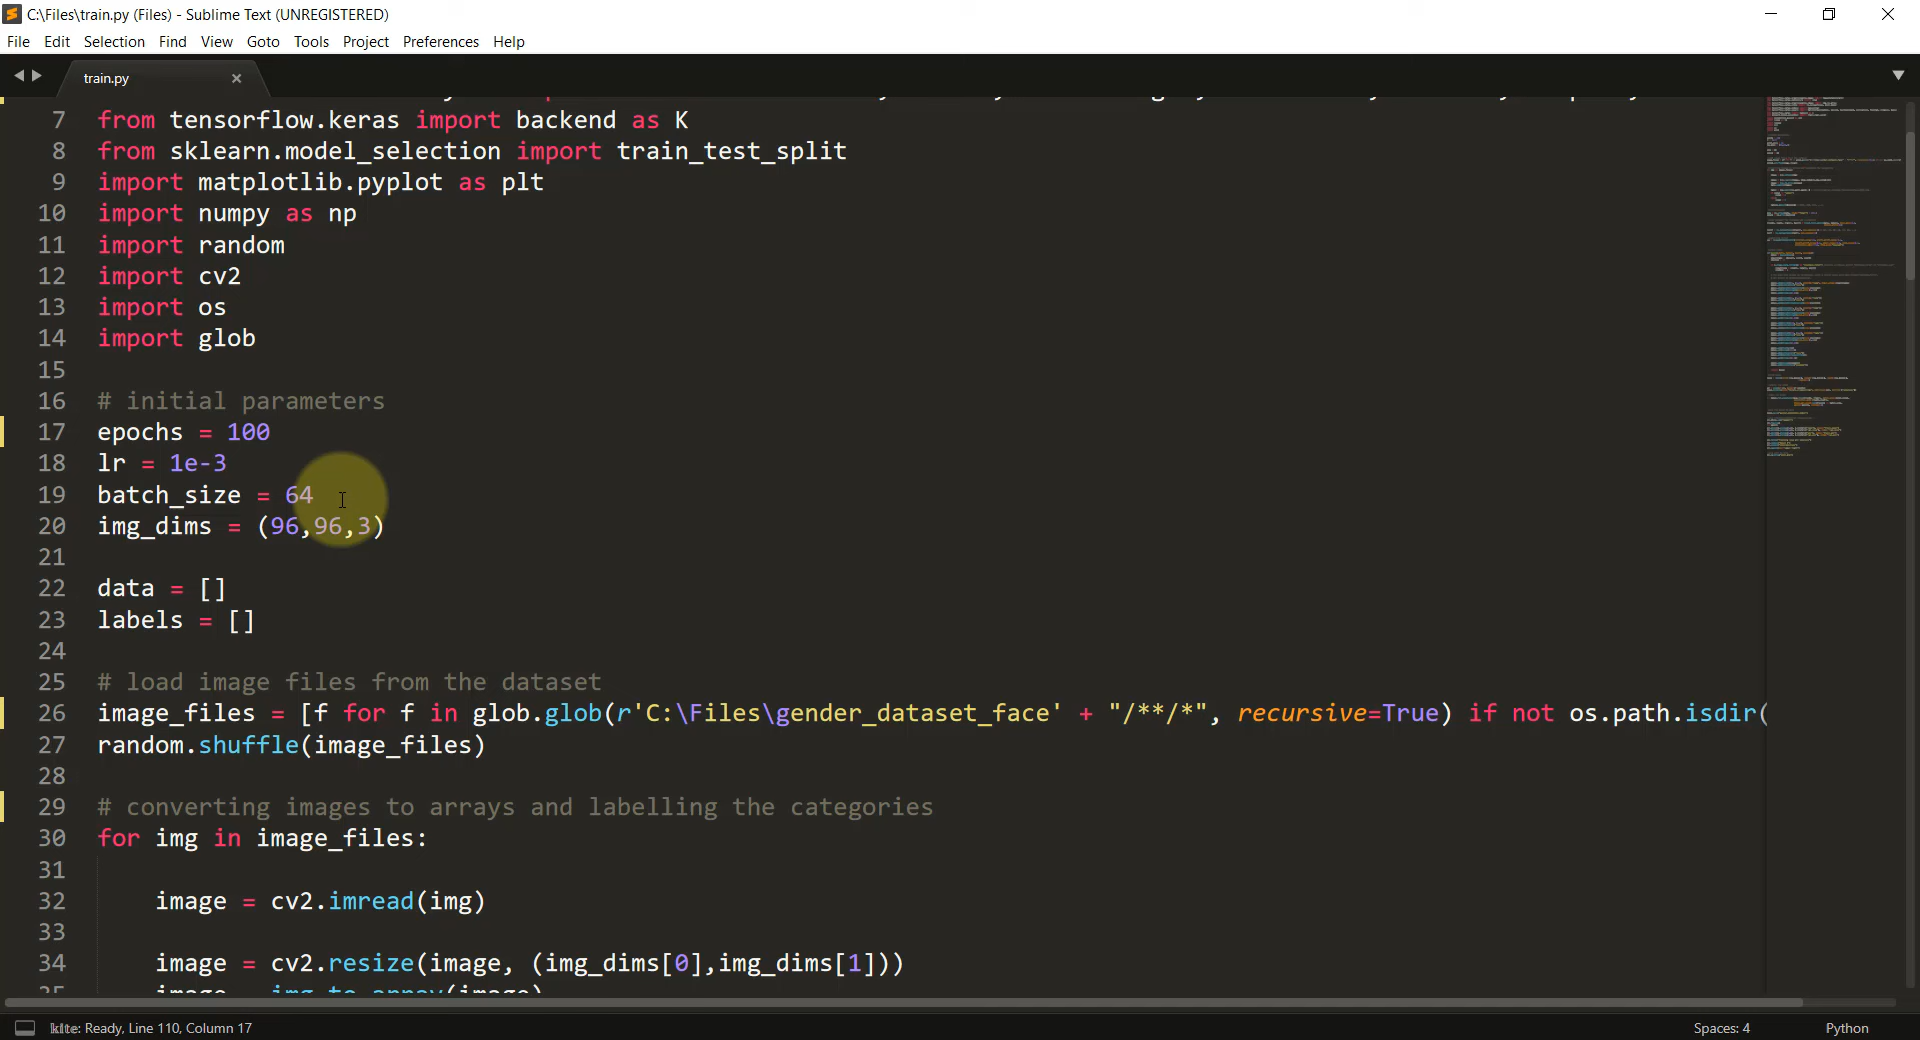 C:\Files\train.py (Files) - Sublime Text (UNREGISTERED)
File Edit Selection Find View Goto Tools Project Preferences Help
train.py
7 from tensorflow.keras import backend as K
8 from sklearn.model_selection import train_test_split
9 import matplotlib.pyplot as plt
10 import numpy as np
11 import random
12 import cv2
13 import os
14 import glob
15
16 # initial parameters
17 epochs = 100
18 lr = 1e-3
19 batch_size = 64
20 img_dims = (96,96,3)
21
22 data = []
23 labels = []
24
25 # load image files from the dataset
26 image_files = [f for f in glob.glob(r'C:\Files\gender_dataset_face' + "/**/*", recursive=True) if not os.path.isdir(
27 random.shuffle(image_files)
28
29 # converting images to arrays and labelling the categories
30 for img in image_files:
31
32 image = cv2.imread(img)
33
34 image = cv2.resize(image, (img_dims[0],img_dims[1]))
35 image = img_to_array(image)
kite: Ready, Line 110, Column 17
Spaces: 4
Python